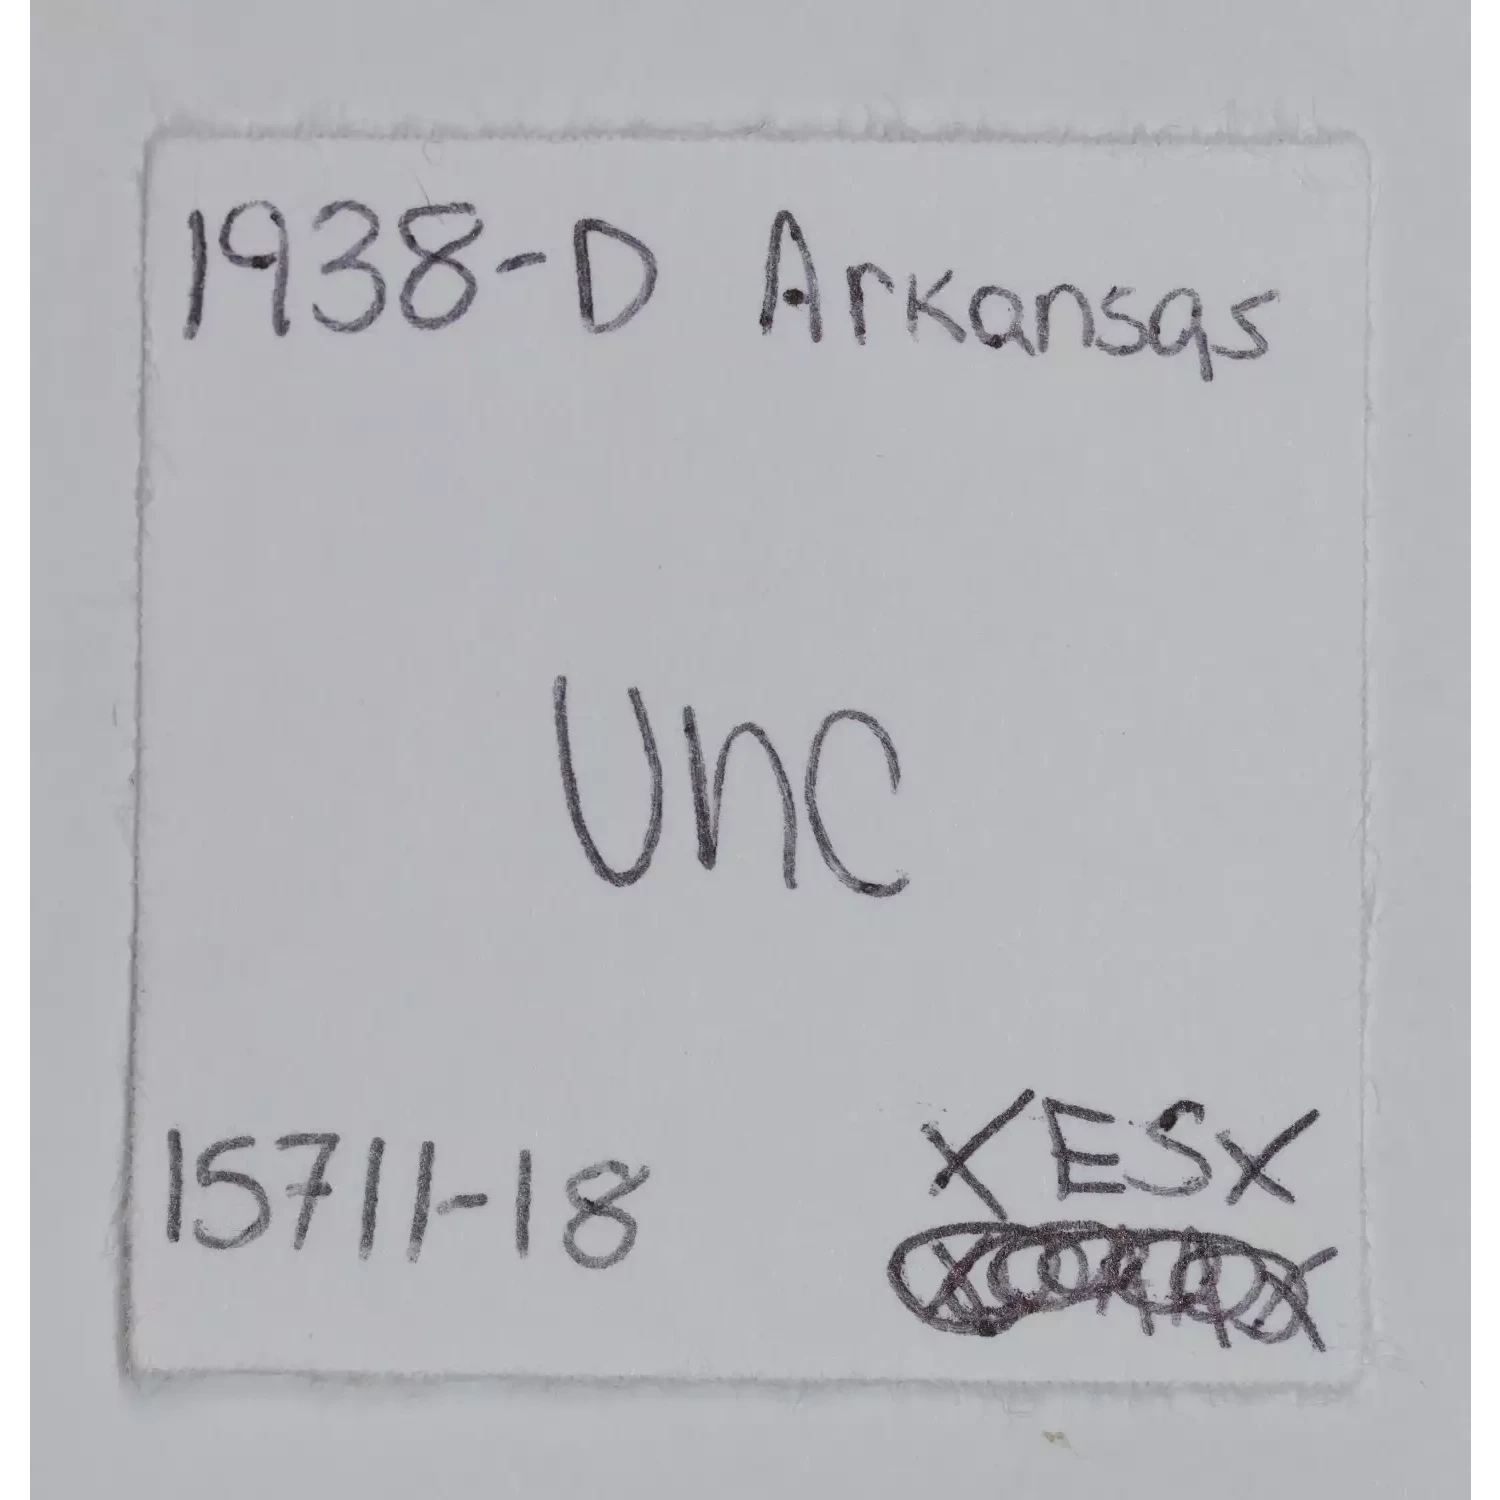 1938-D Arkansas
Unc
15711-18 XESX